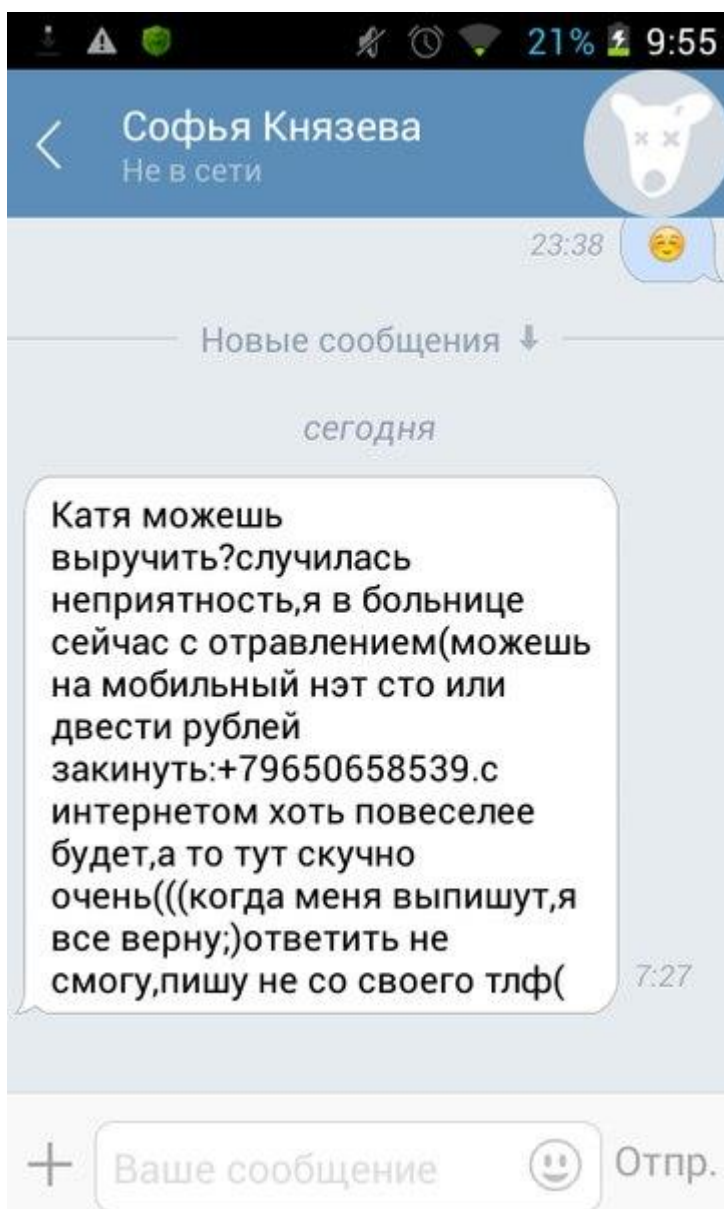 21% 9:55
Софья Князева
Не в сети
23:38
Новые сообщения
сегодня
Катя можешь
выручить?случилась
неприятность,я в больнице
сейчас с отравлением(можешь
на мобильный нэт сто или
двести рублей
закинуть:+79650658539.с
интернетом хоть повеселее
будет,а то тут скучно
очень(((когда меня выпишут,я
все верну;)ответить не
смогу,пишу не со своего тлф(
7:27
Ваше сообщение
Отпр.